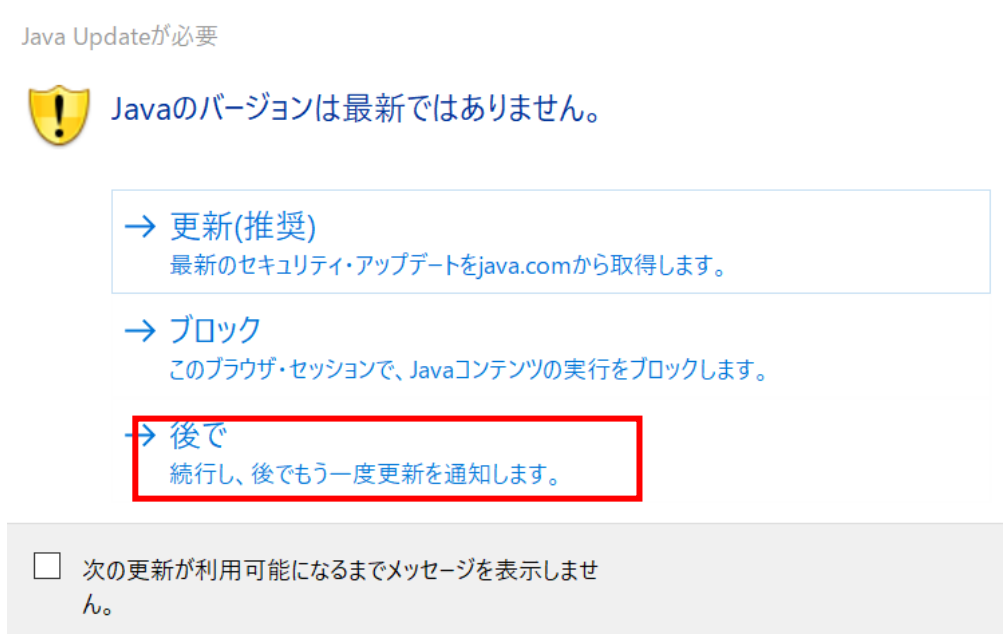 Java Updateが必要
Javaのバージョンは最新ではありません。
更新(推奨)
最新のセキュリティ・アップデートをjava.comから取得します。
ブロック
このブラウザ・セッションで、Javaコンテンツの実行をブロックします。
後で
続行し、後でもう一度更新を通知します。
次の更新が利用可能になるまでメッセージを表示しませ
ん。